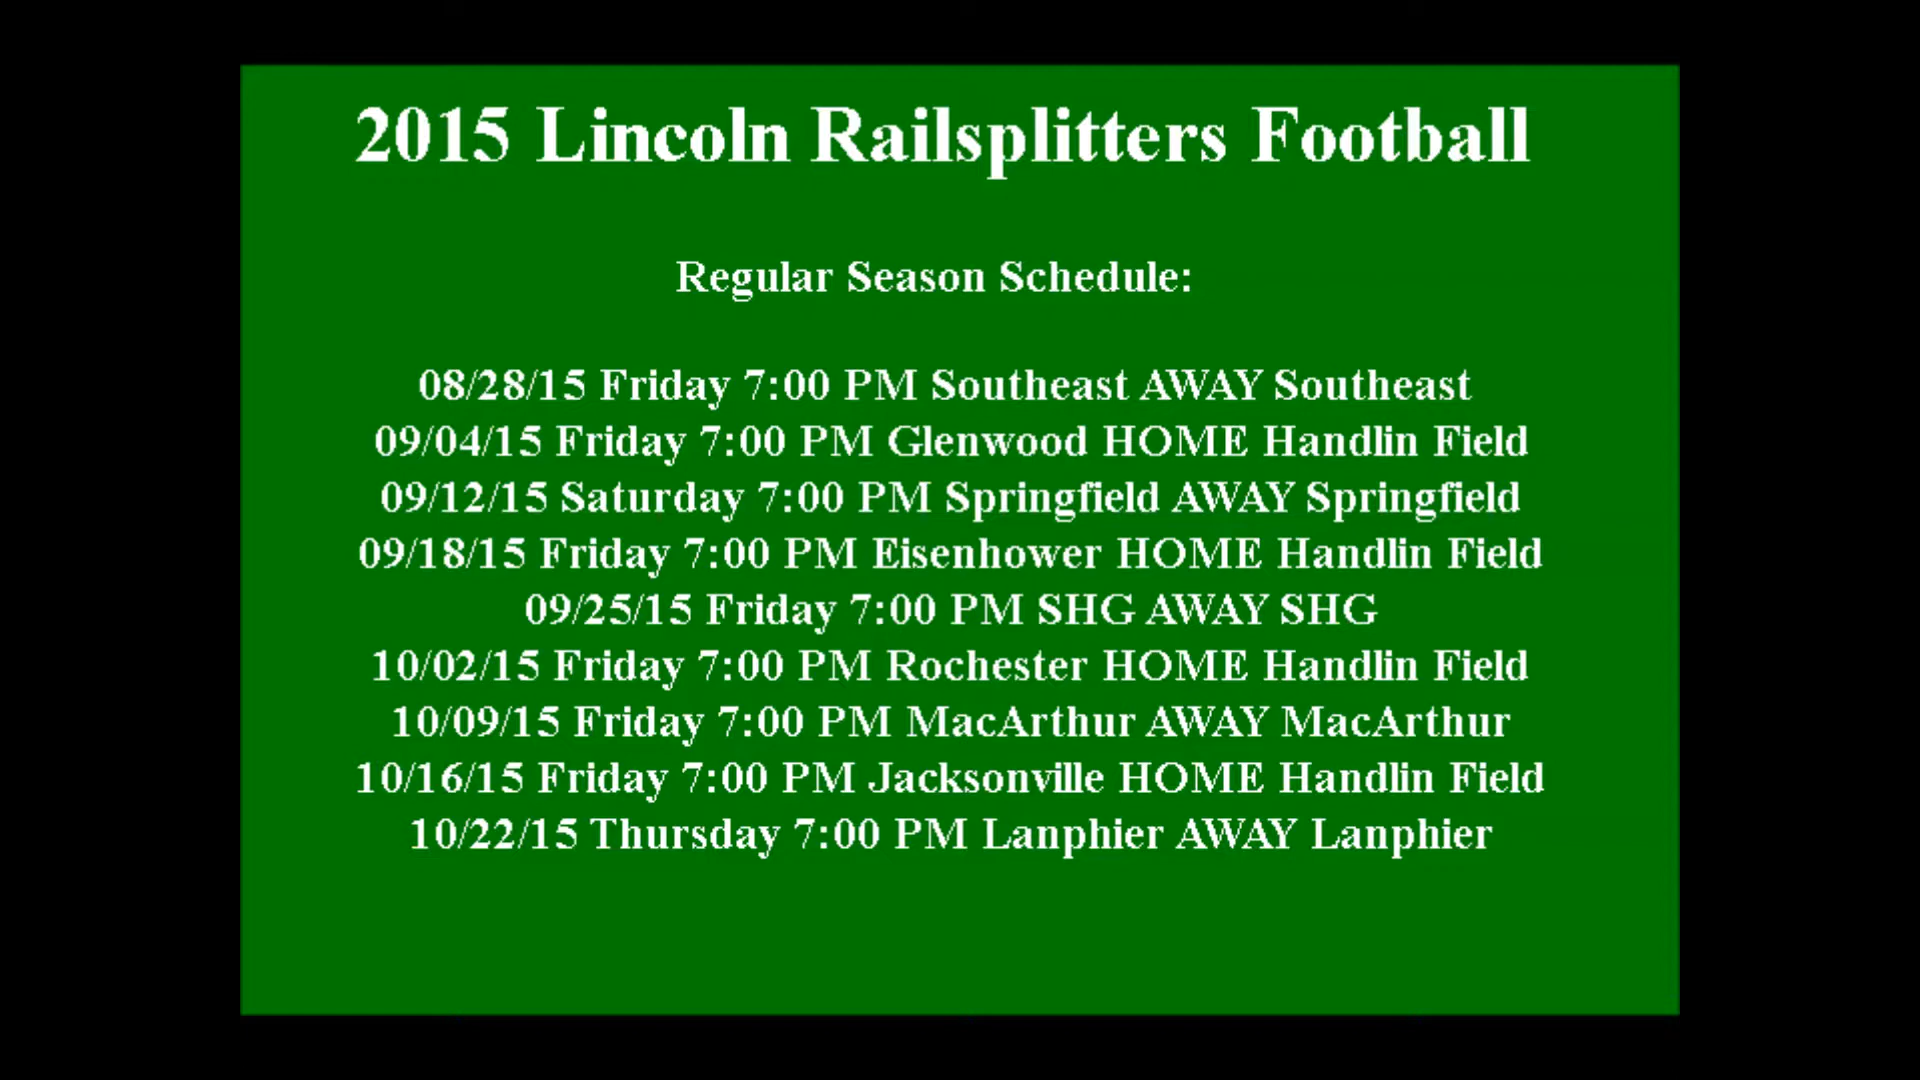 2015 Lincoln Railsplitters Football
Regular Season Schedule:
08/28/15 Friday 7:00 PM Southeast AWAY Southeast
09/04/15 Friday 7:00 PM Glenwood HOME Handlin Field
09/12/15 Saturday 7:00 PM Springfield AWAY Springfield
09/18/15 Friday 7:00 PM Eisenhower HOME Handlin Field
09/25/15 Friday 7:00 PM SHG AWAY SHG
10/02/15 Friday 7:00 PM Rochester HOME Handlin Field
10/09/15 Friday 7:00 PM MacArthur AWAY MacArthur
10/16/15 Friday 7:00 PM Jacksonville HOME Handlin Field
10/22/15 Thursday 7:00 PM Lanphier AWAY Lanphier